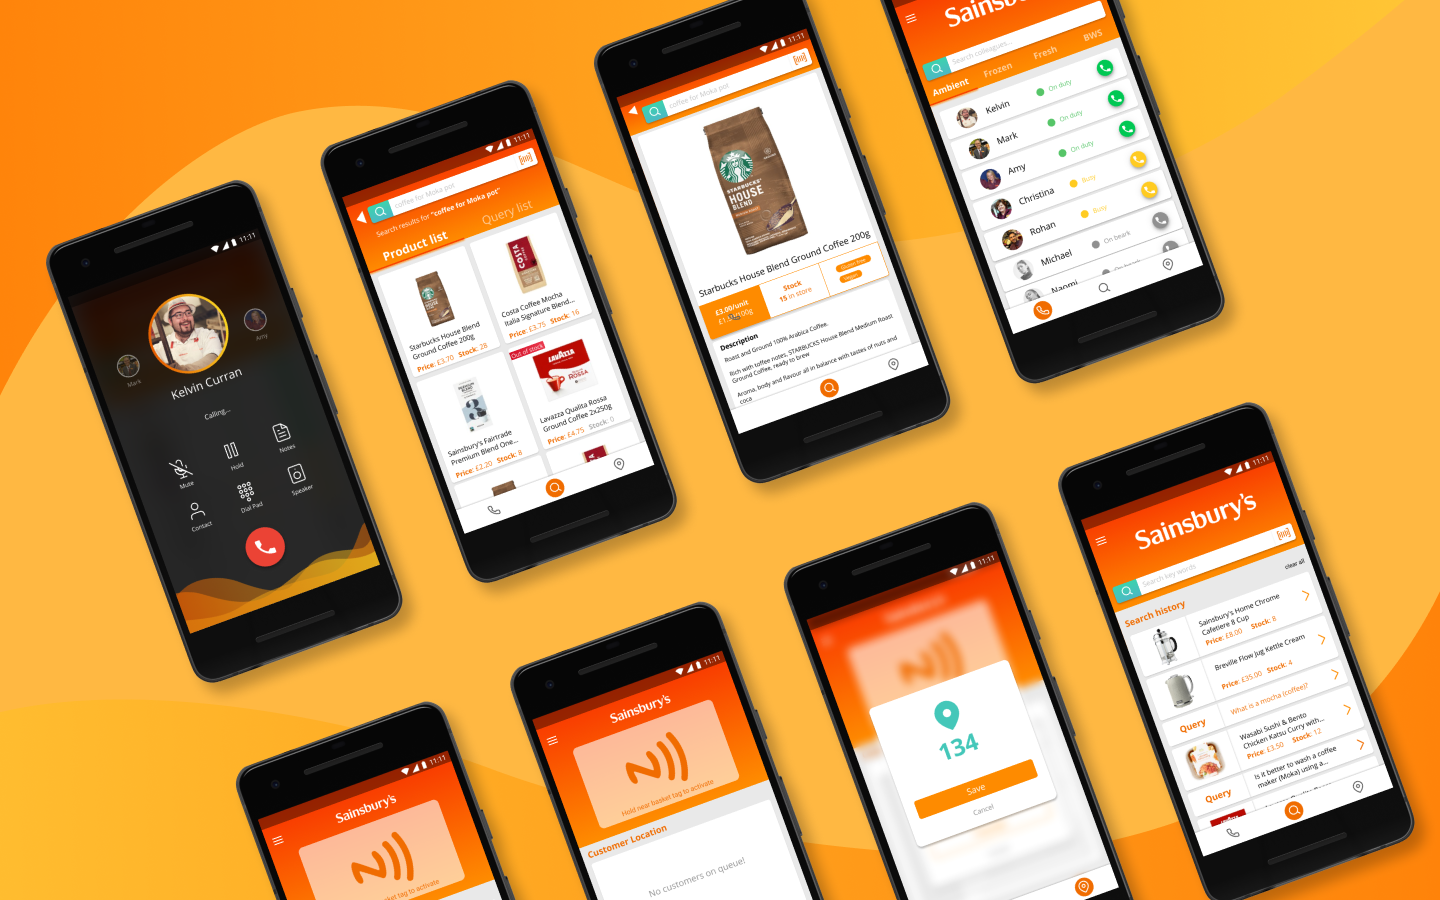 11:11
Mark
Amy
Kelvin Curran
Calling...
Mute
Hold
Notes
Contact
Dial Pad
Speaker
11:11
coffee for Moka pot
Search results for "coffee for Moka pot"
Product list
Query list
Starbucks House Blend
Ground Coffee 200g
Price: £3.70 Stock: 28
COSTA
Costa Coffee Mocha
Italia Signature Blend...
Price: £3.75 Stock: 16
Sainsbury's Fairtrade
Premium Blend One...
Price: £2.20 Stock: 8
Out of stock
LAVAZZA
ROSSA
Lavazza Qualita Rossa
Ground Coffee 2x250g
Price: £4.75 Stock: 0
11:11
coffee for Moka pot
STARBUCKS
HOUSE
BLEND
Starbucks House Blend Ground Coffee 200g
£3.00/unit
Stock
15 in store
Description
Roast and Ground 100% Arabica Coffee.
Rich with toffee notes, STARBUCKS House Blend Medium Roast
Ground Coffee, ready to brew
Aroma, body and flavour all in balance with tastes of nuts and
coca
Search colleagues...
Ambient
Frozen
Fresh
BWS
Kelvin
On duty
Mark
On duty
Amy
On duty
Christina
Busy
Rohan
Busy
Michael
On beark
Naomi
11:11
Sainsbury's
11:11
Sainsbury's
Hold near basket tag to activate
Customer Location
No customers on queue!
11:11
134
Save
Cancel
11:11
Sainsbury's
Search key words
Search history
clear all
Sainsbury's Home Chrome
Cafetiere 8 Cup
Price: £8.00 Stock: 8
Breville Flow Jug Kettle Cream
Price: £35.00 Stock: 4
Query
What is a mocha (coffee)?
Wasabi Sushi & Bento
Chicken Katsu Curry with...
Price: £3.50 Stock: 12
Query
Is it better to wash a coffee
maker (Moka) using a...